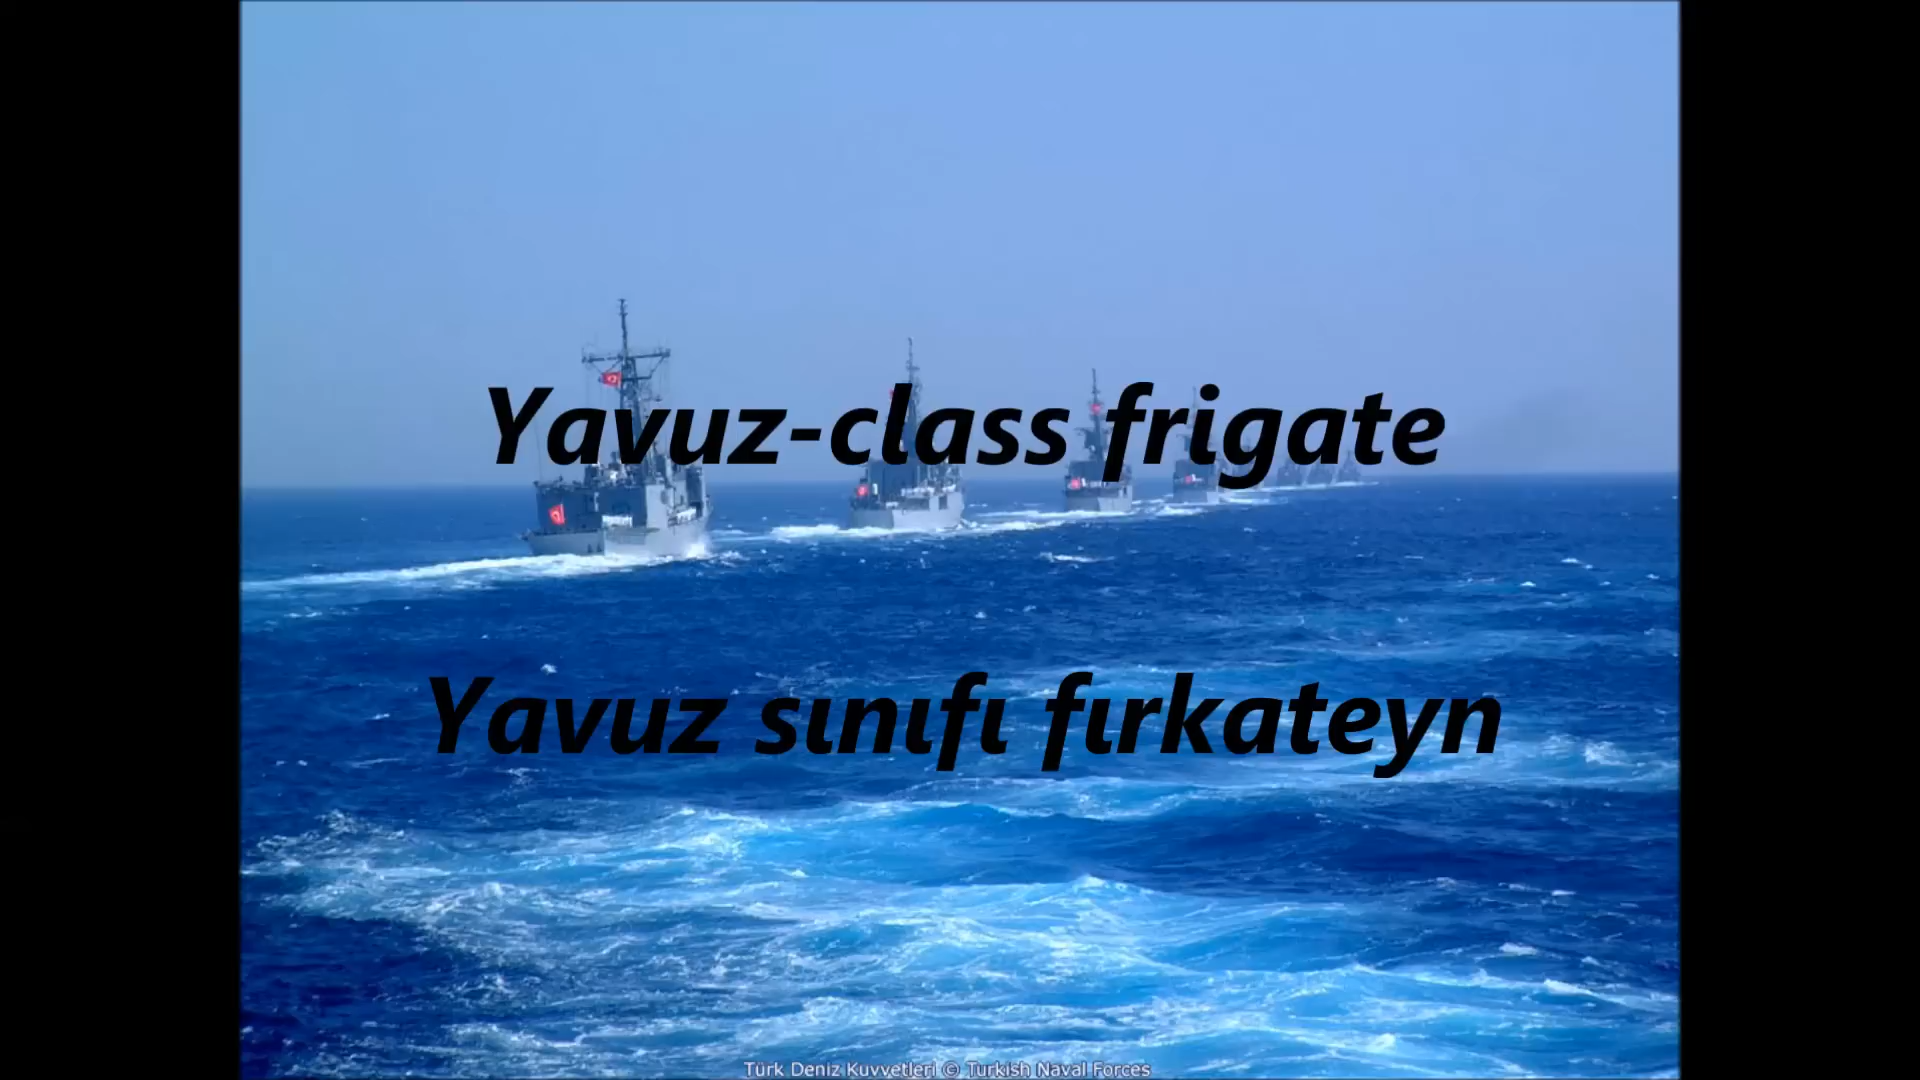 Yavuz-class frigate
Yavuz sınıfı fırkateyn
Türk Deniz Kuvvetleri © Turkish Naval Forces